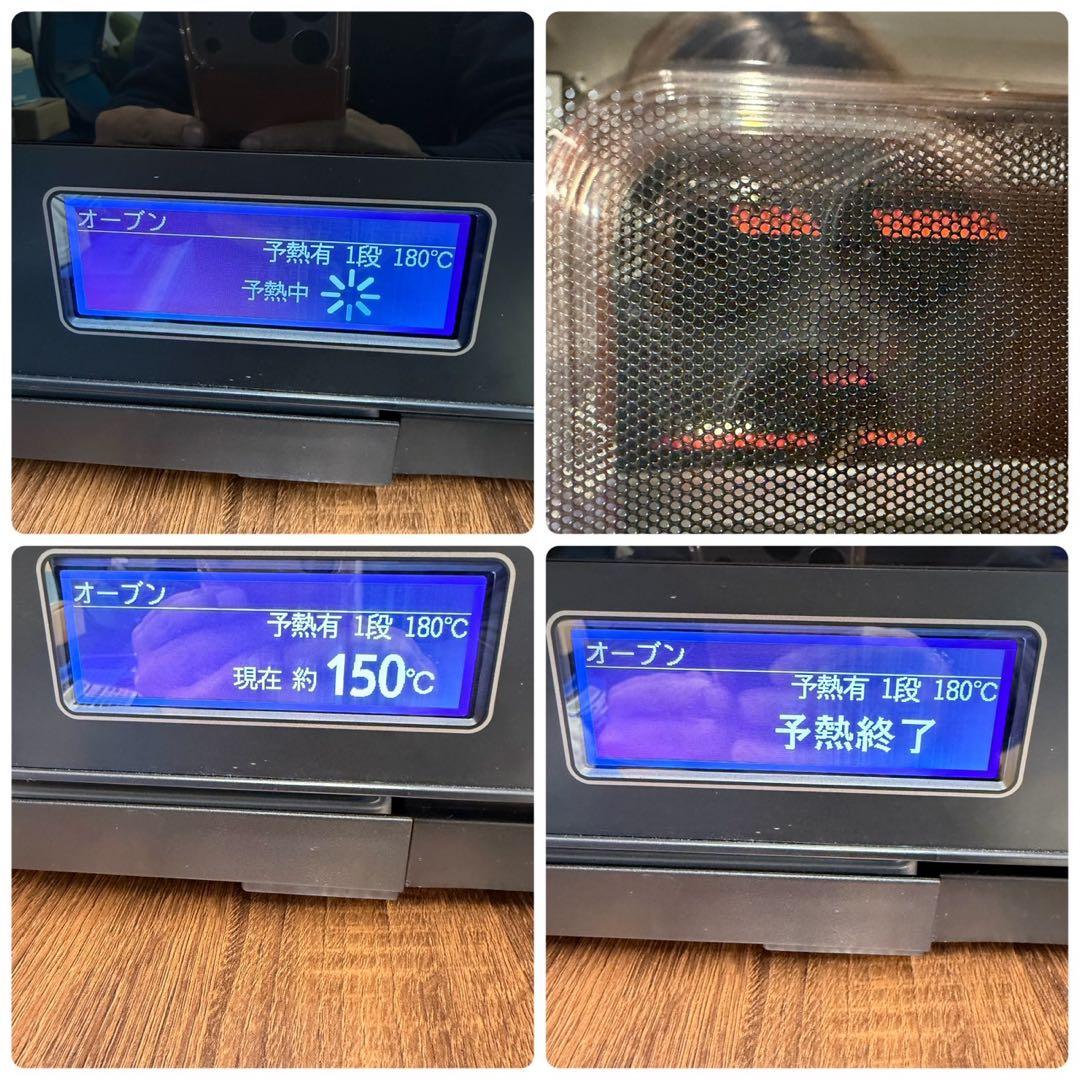 オーブン
予熱有 1段 180℃
予熱中
オーブン
予熱有 1段 180℃
現在 約 150℃
オーブン
予熱有 1段 180℃
予熱終了